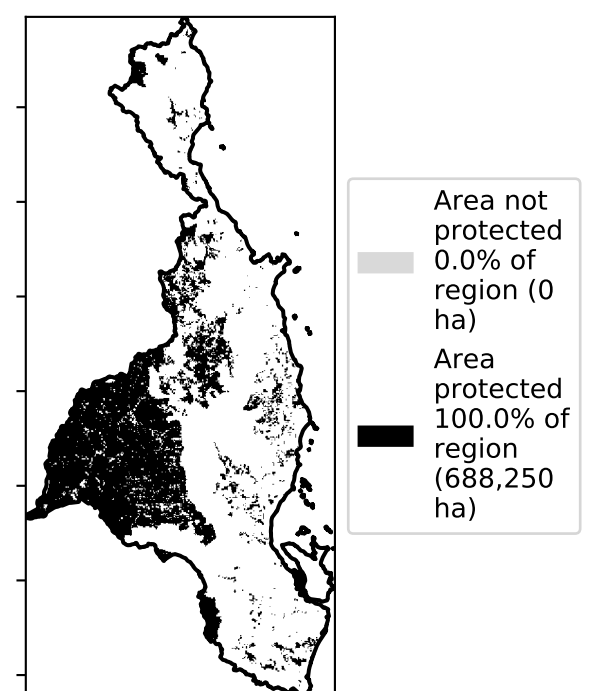 Area not
protected
0.0% of
region (0
ha)
Area
protected
100.0% of
region
(688,250
ha)